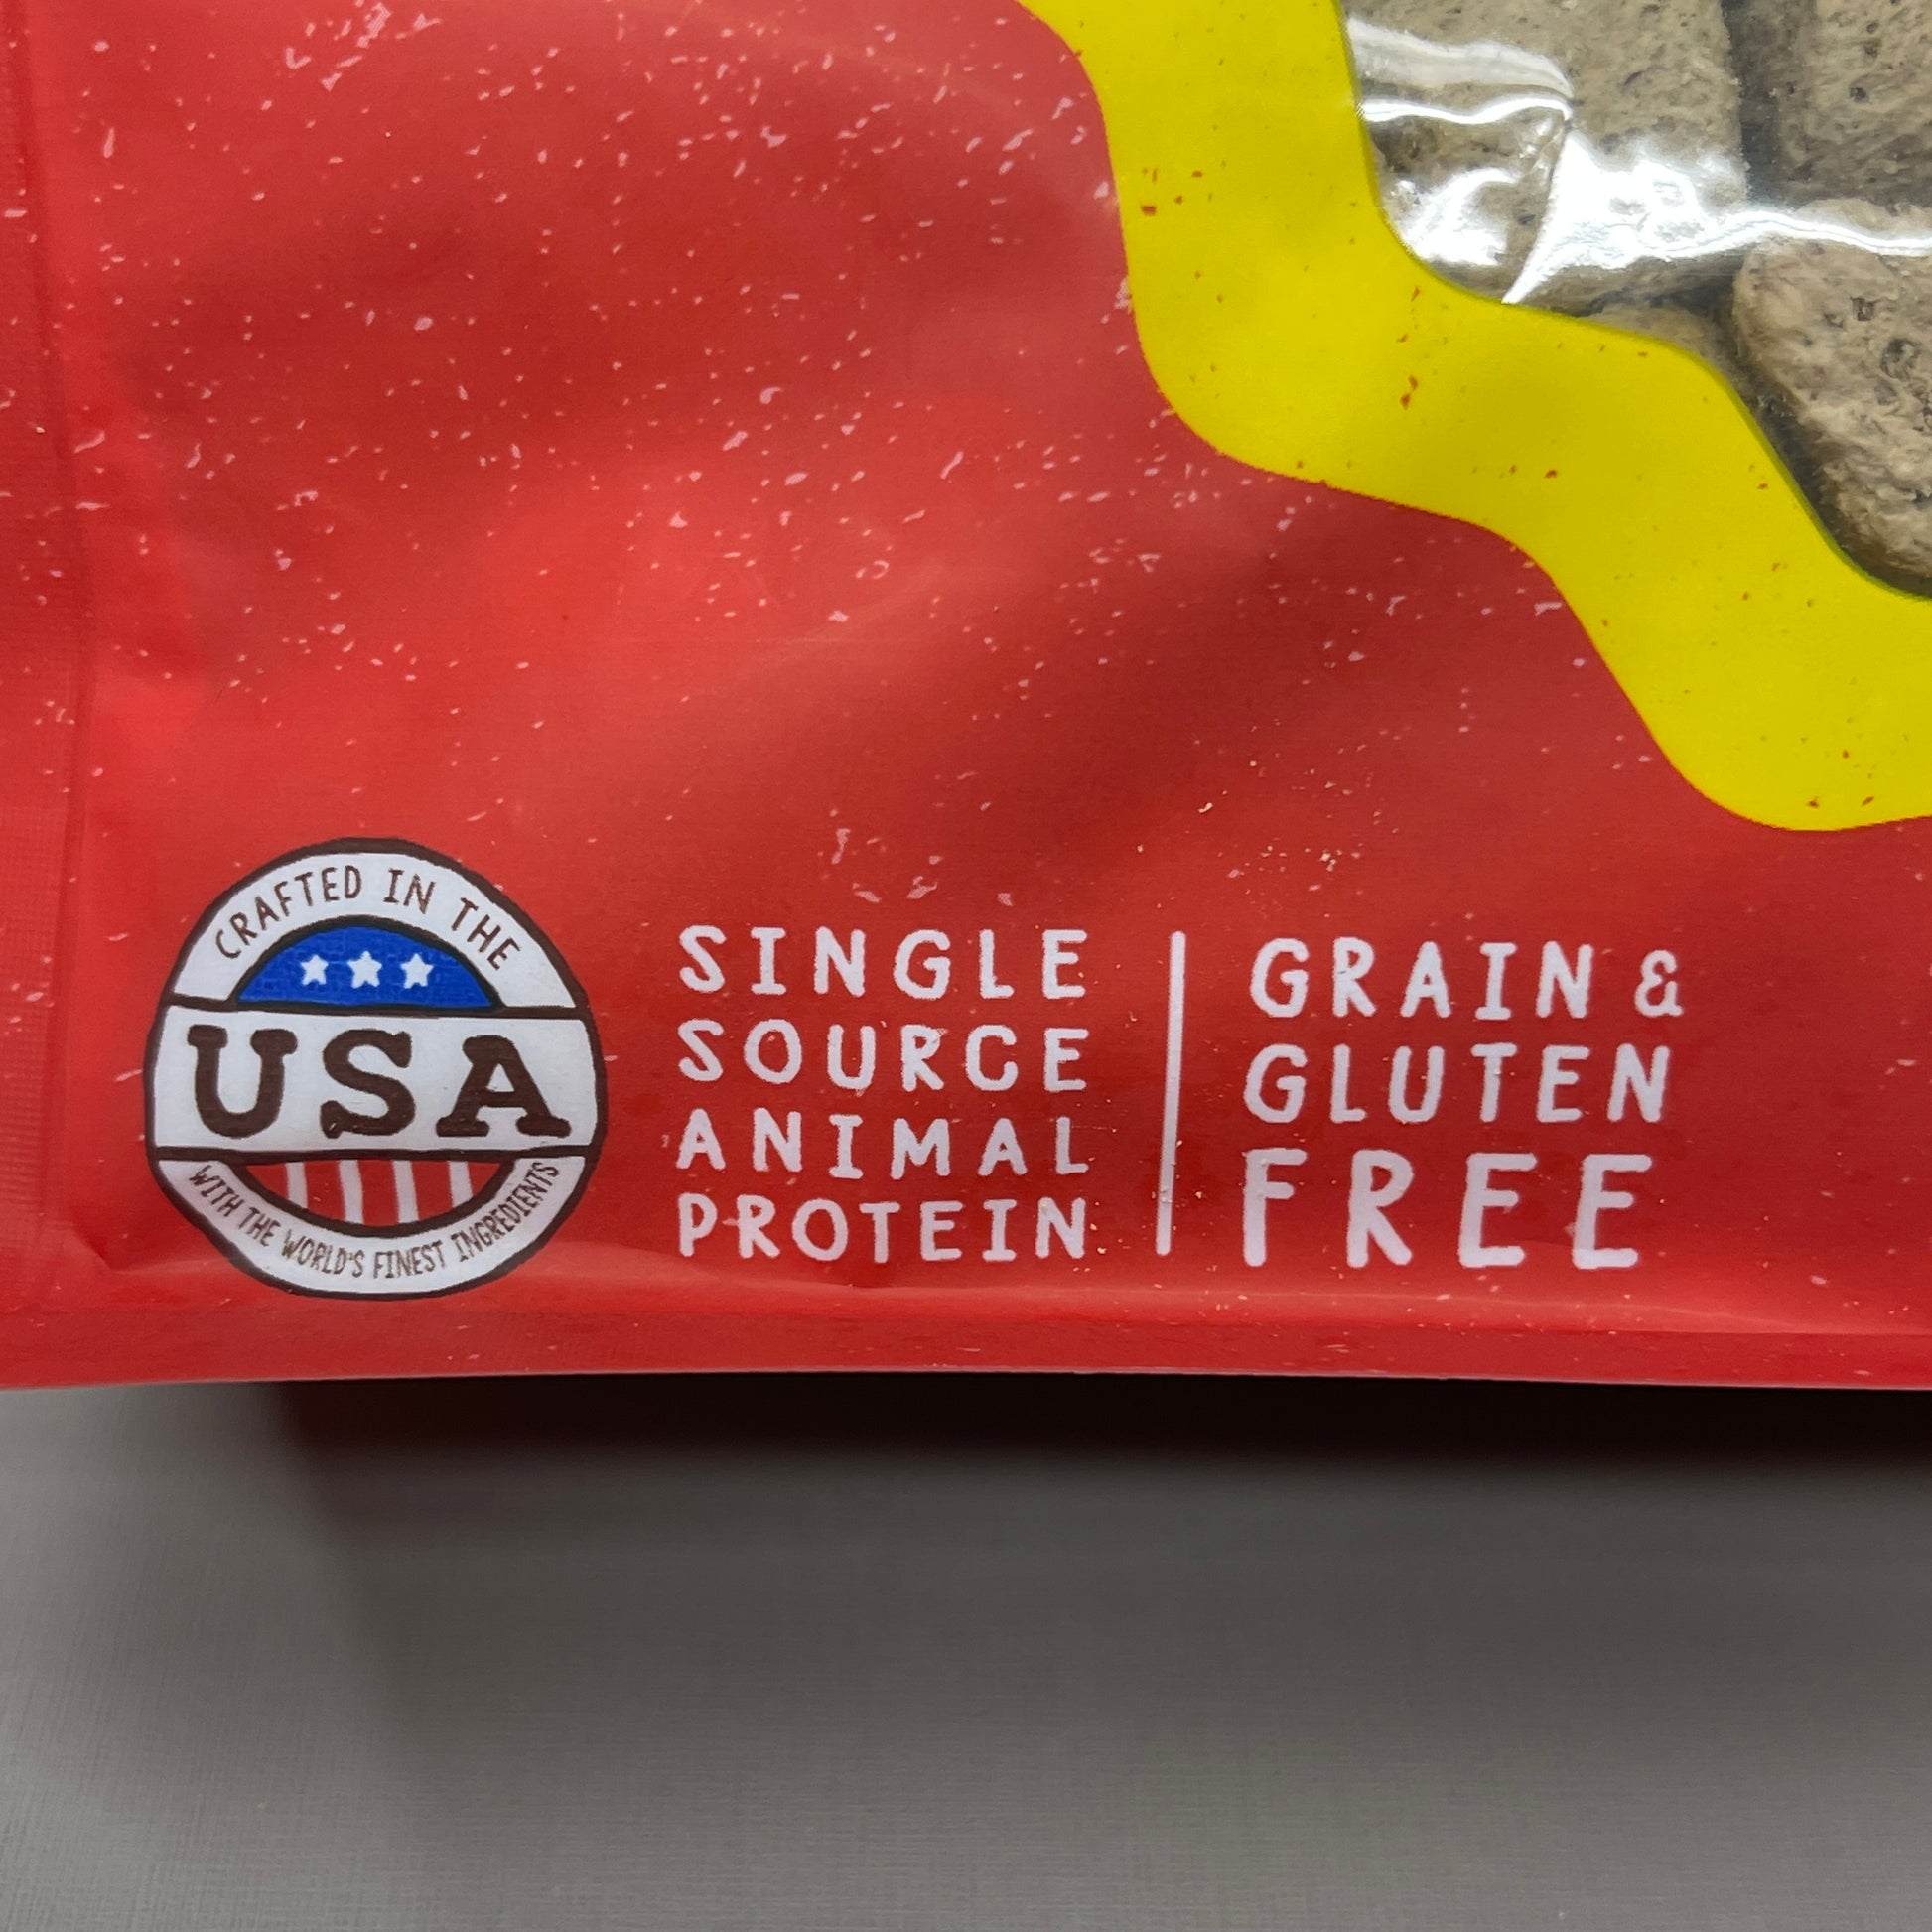 CRAFTED IN THE
USA
WITH THE WORLD'S FINEST INGREDIENTS
SINGLE
SOURCE
ANIMAL
PROTEIN
GRAIN &
GLUTEN
FREE